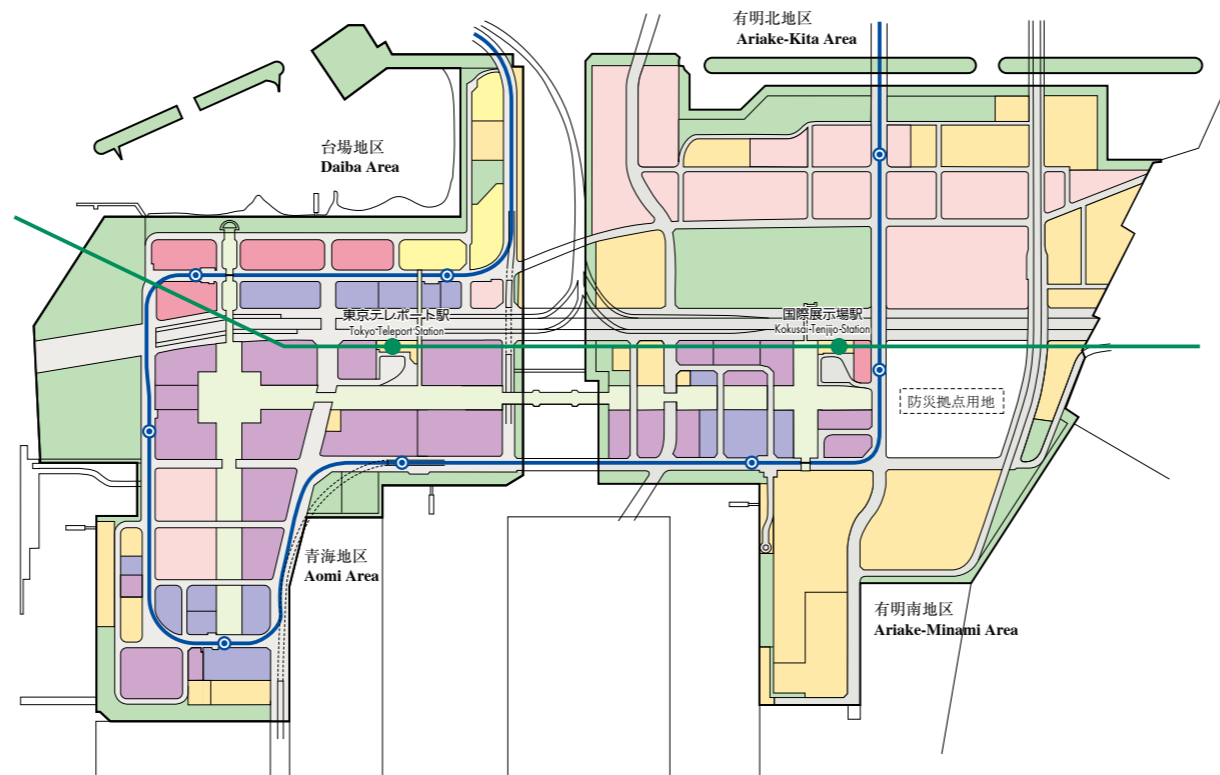 有明北地区
Ariake-Kita Area
台場地区
Daiba Area
東京テレポート駅
Tokyo-Teleport-Station
国際展示場駅
Kokusai-Tenjijo-Station
防災拠点用地
青海地区
Aomi Area
有明南地区
Ariake-Minami Area